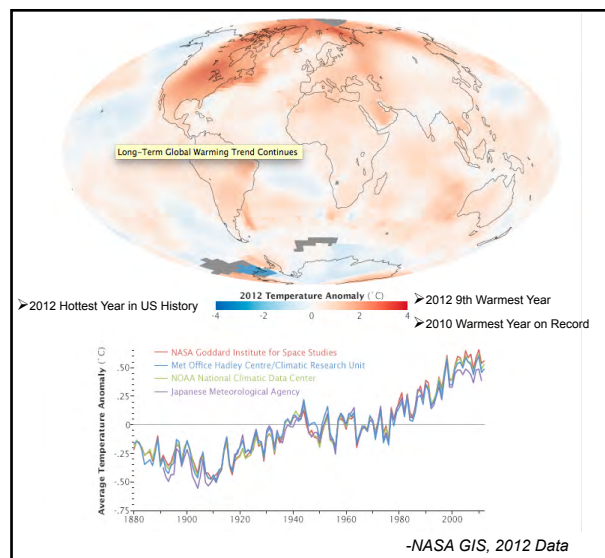 Long-Term Global Warming Trend Continues
➢2012 Hottest Year in US History
2012 Temperature Anomaly (˚C)
-4 -2 0 2 4
➢2012 9th Warmest Year
➢2010 Warmest Year on Record
NASA Goddard Institute for Space Studies
Met Office Hadley Centre/Climatic Research Unit
NOAA National Climatic Data Center
Japanese Meteorological Agency
Average Temperature Anomaly (˚C)
.50
.25
0
-.25
-.50
-.75
1880 1900 1920 1940 1960 1980 2000
-NASA GIS, 2012 Data